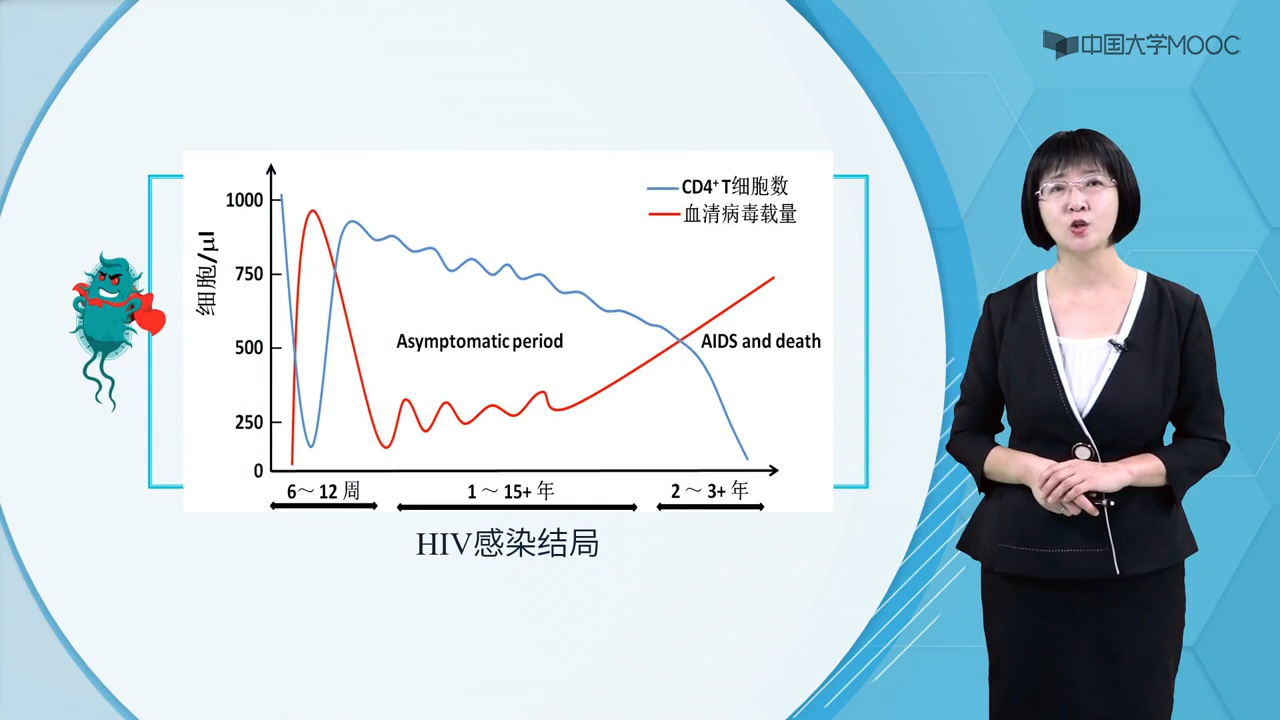 中国大学MOOC
CD4⁺ T细胞数
血清病毒载量
细胞/μl
1000
750
500
250
0
Asymptomatic period
AIDS and death
6～12 周
1～15+ 年
2～3+ 年
HIV感染结局